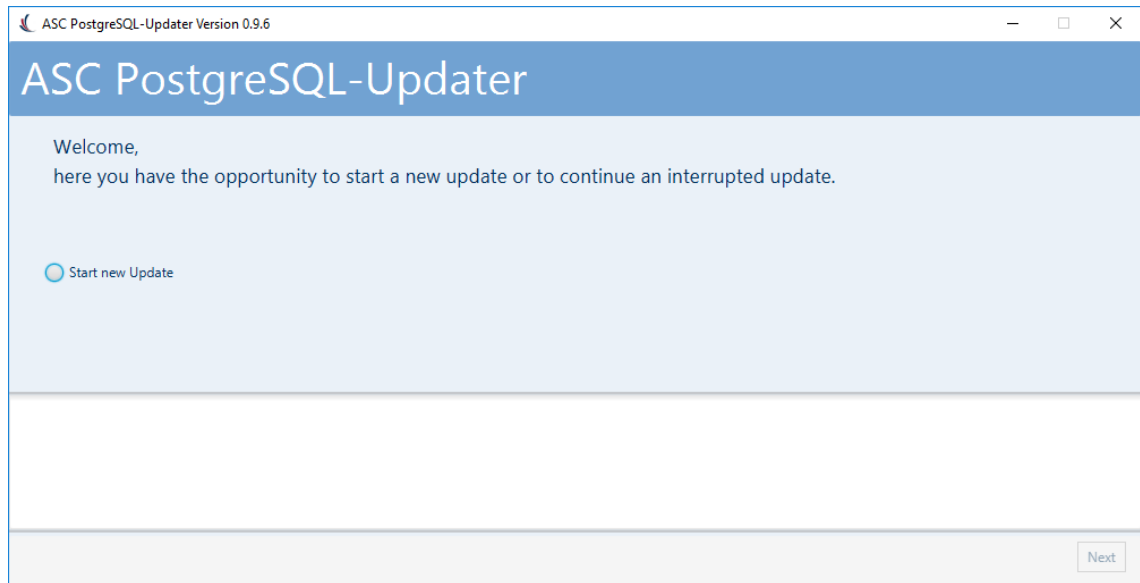 ASC PostgreSQL-Updater Version 0.9.6
ASC PostgreSQL-Updater
Welcome,
here you have the opportunity to start a new update or to continue an interrupted update.
Start new Update
Next